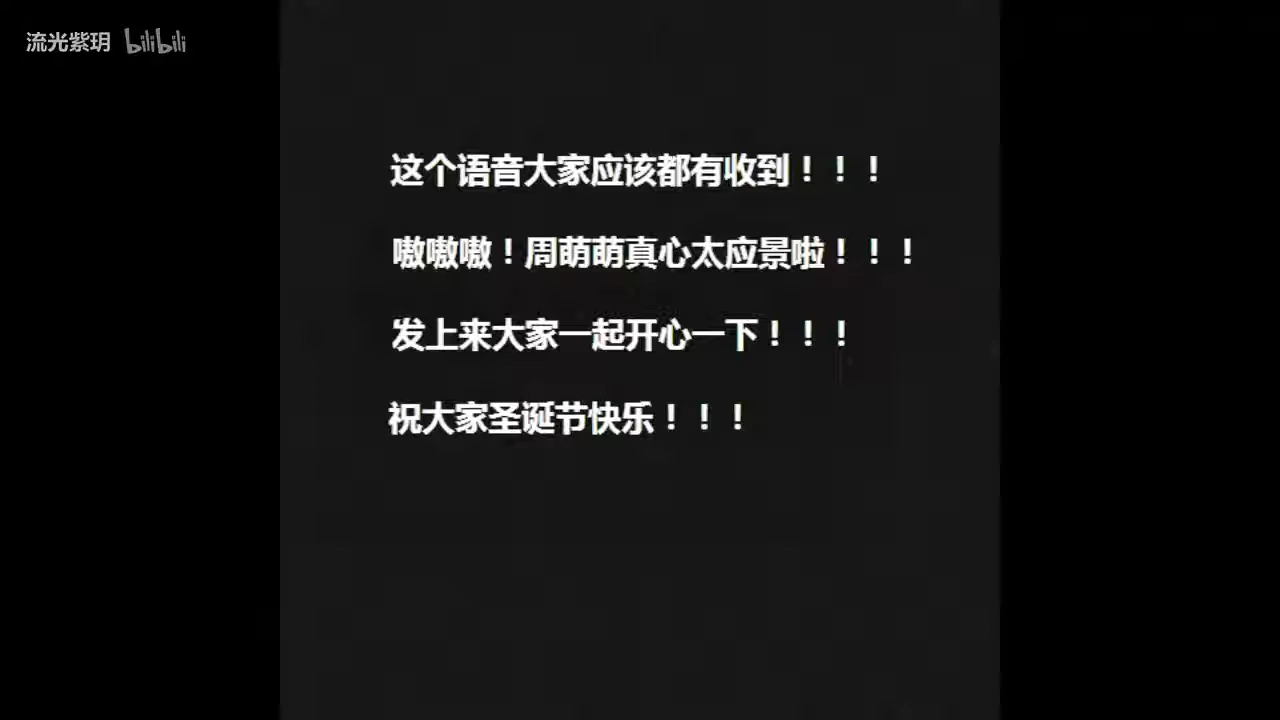 流光紫玥 bilibili
这个语音大家应该都有收到！！！
嗷嗷嗷！周萌萌真心太应景啦！！！
发上来大家一起开心一下！！！
祝大家圣诞节快乐！！！